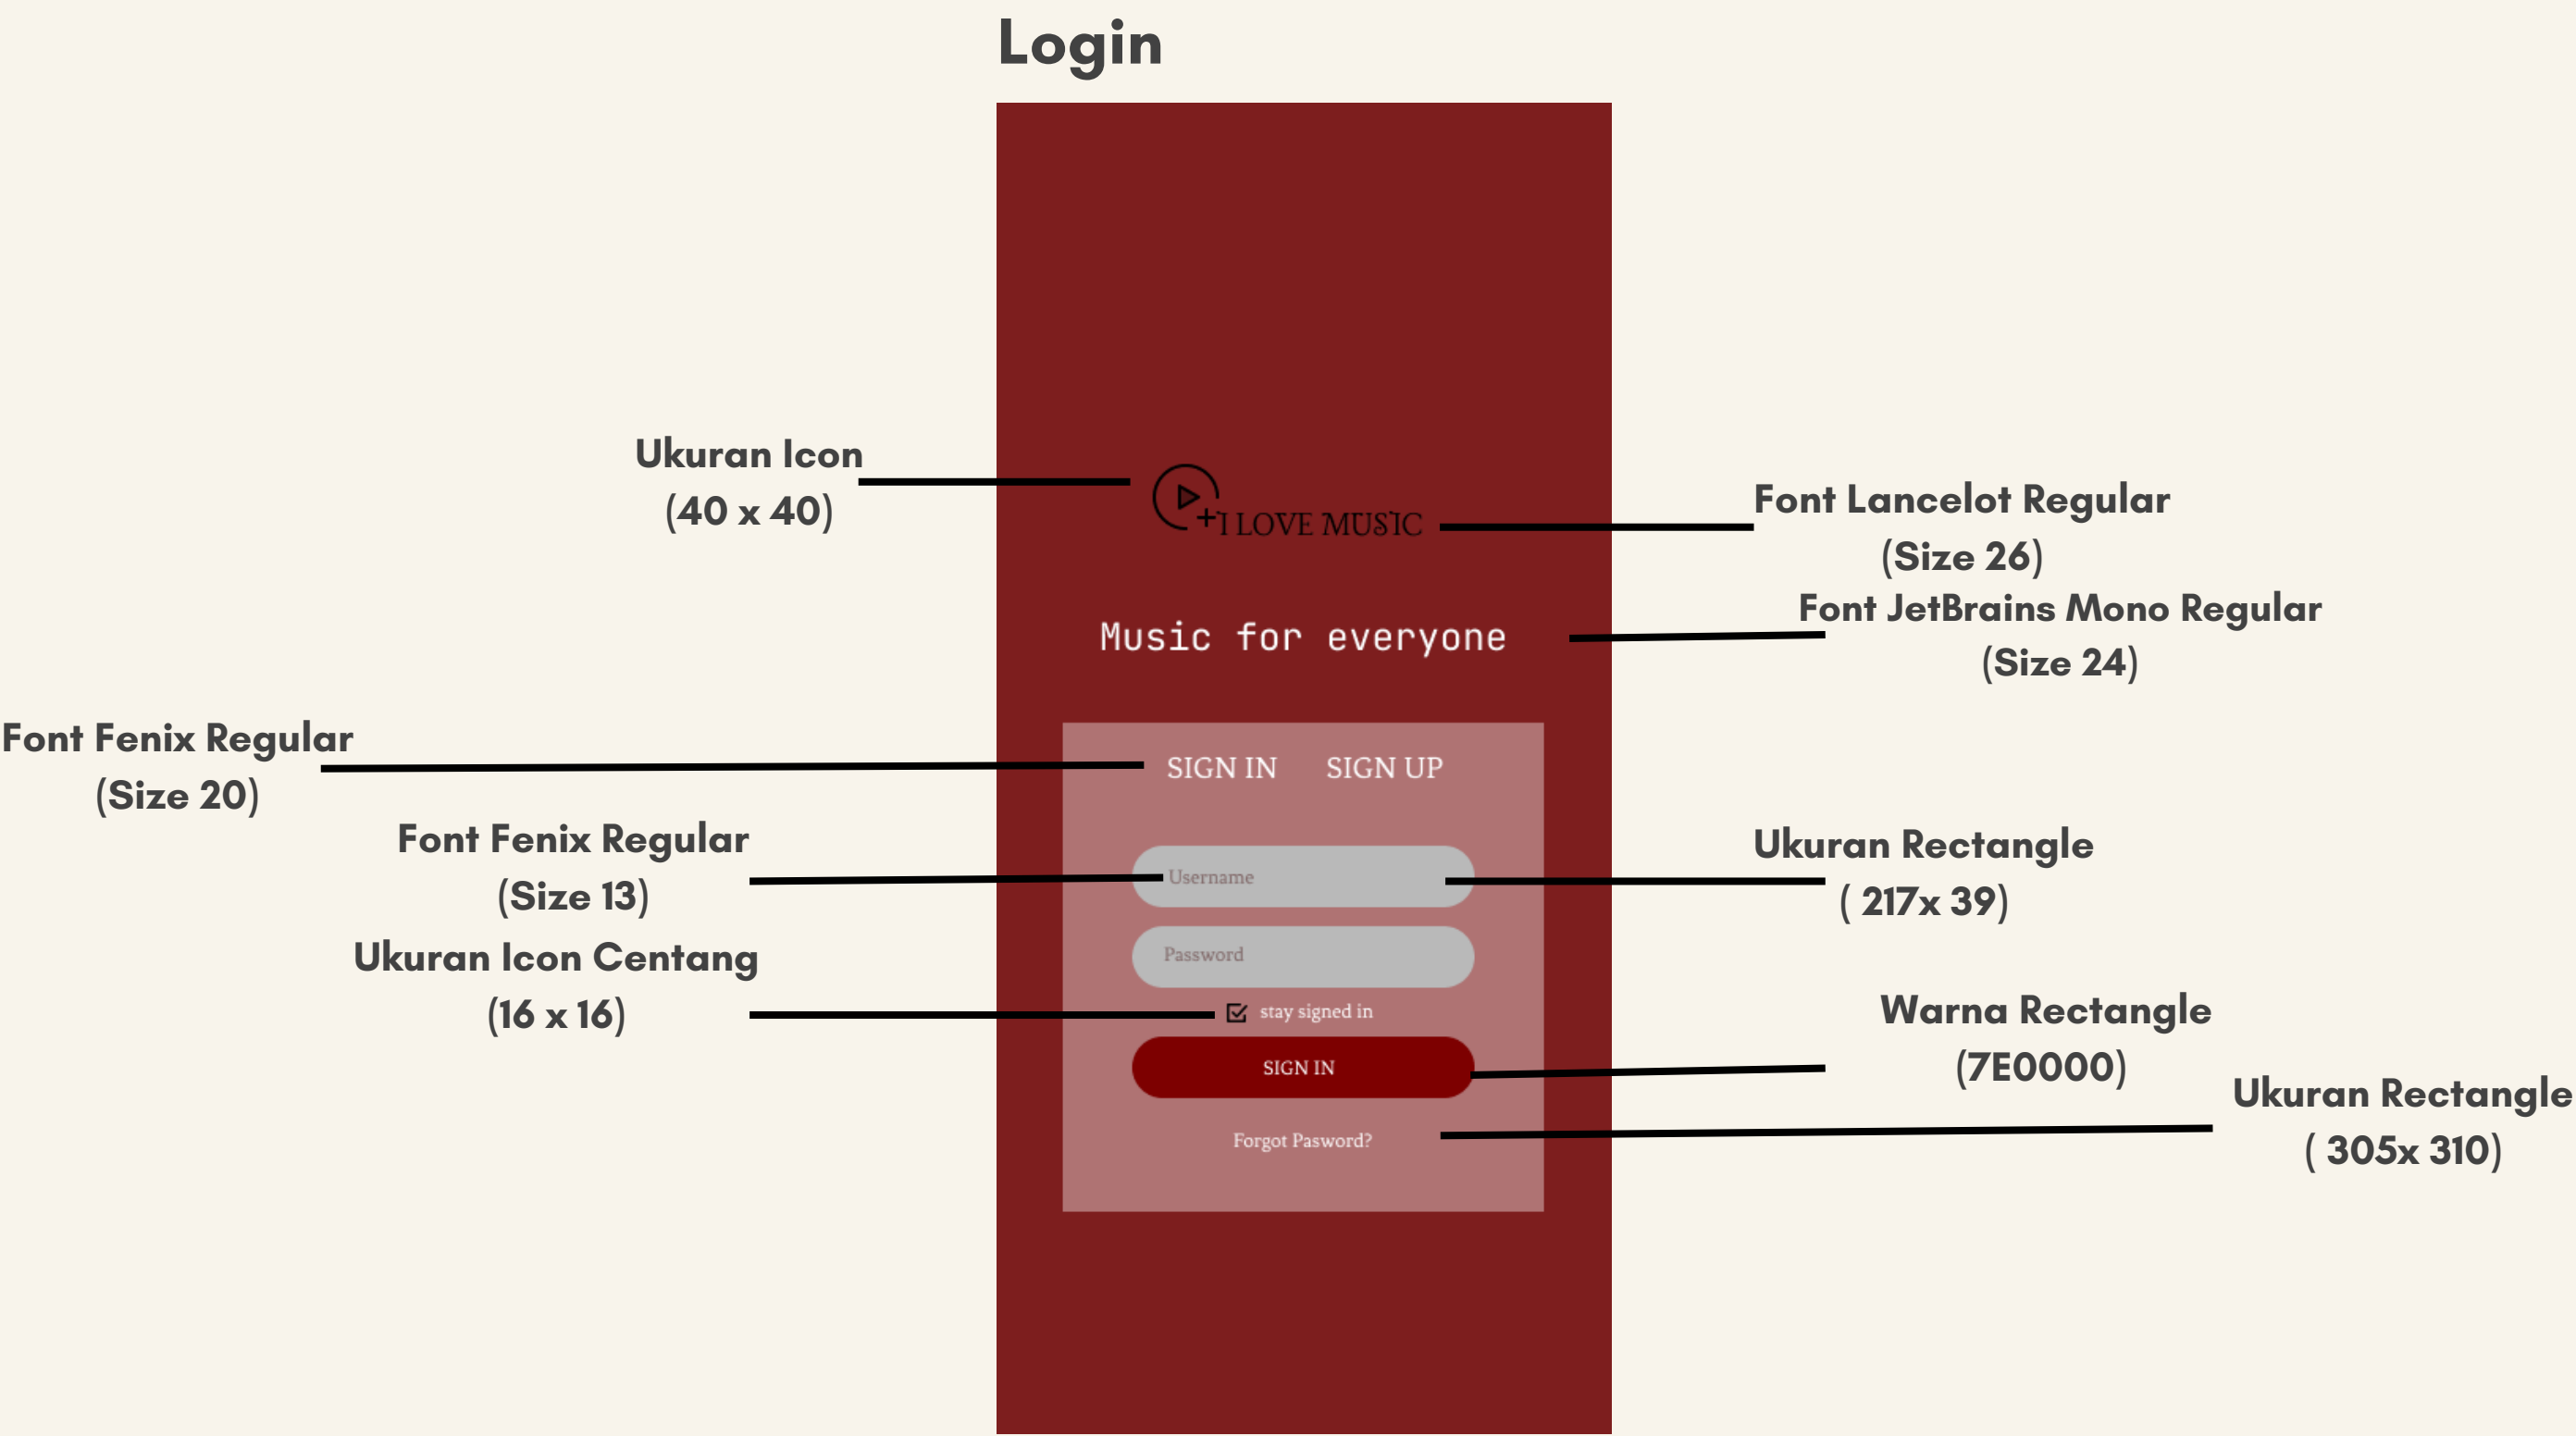 Login
Ukuran Icon
(40 x 40)
I LOVE MUSIC
Font Lancelot Regular
(Size 26)
Music for everyone
Font JetBrains Mono Regular
(Size 24)
Font Fenix Regular
(Size 20)
SIGN IN SIGN UP
Font Fenix Regular
(Size 13)
Username
Ukuran Rectangle
( 217x 39)
Password
Ukuran Icon Centang
(16 x 16)
stay signed in
SIGN IN
Warna Rectangle
(7E0000)
Forgot Pasword?
Ukuran Rectangle
( 305x 310)